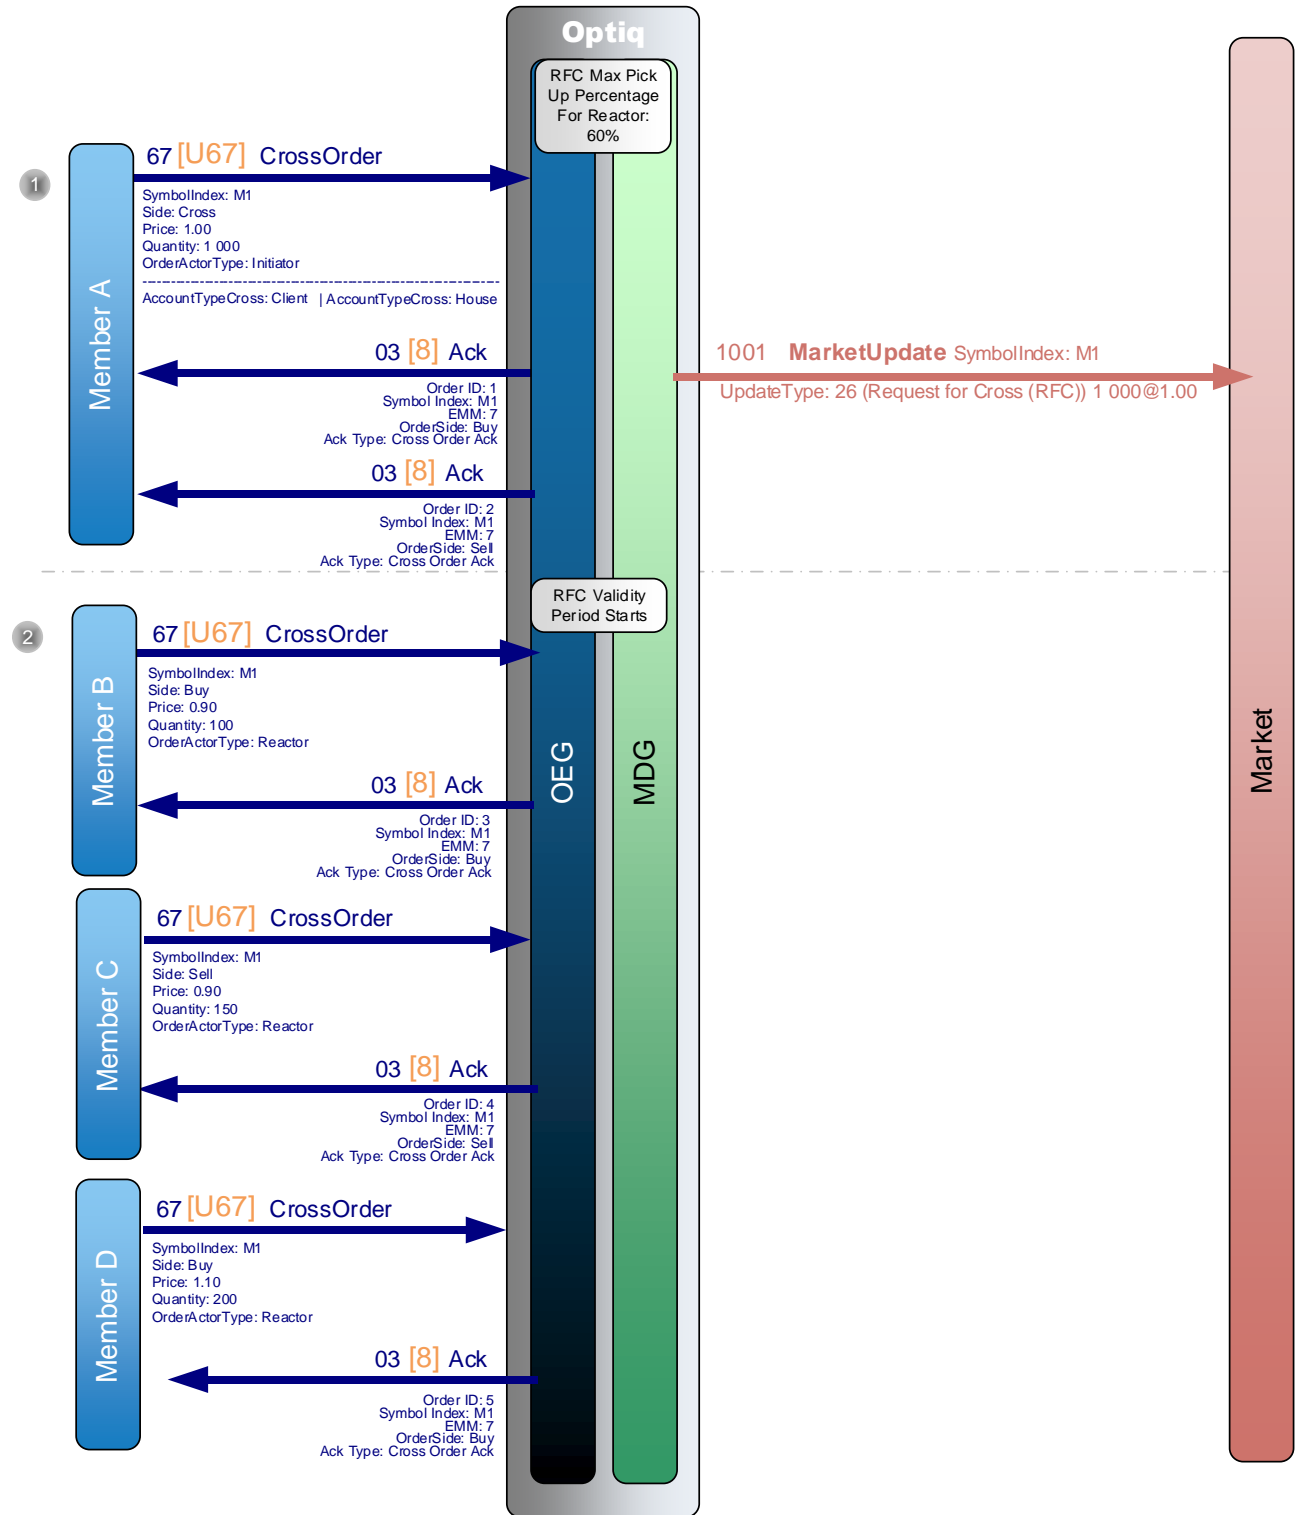 Optiq
RFC Max Pick
Up Percentage
For Reactor:
60%
1
Member A
67 [U67] CrossOrder
SymbolIndex: M1
Side: Cross
Price: 1.00
Quantity: 1 000
OrderActorType: Initiator
AccountTypeCross: Client | AccountTypeCross: House
03 [8] Ack
Order ID: 1
Symbol Index: M1
EMM: 7
OrderSide: Buy
Ack Type: Cross Order Ack
1001 MarketUpdate SymbolIndex: M1
UpdateType: 26 (Request for Cross (RFC)) 1 000@1.00
03 [8] Ack
Order ID: 2
Symbol Index: M1
EMM: 7
OrderSide: Sell
Ack Type: Cross Order Ack
RFC Validity
Period Starts
2
Member B
67 [U67] CrossOrder
SymbolIndex: M1
Side: Buy
Price: 0.90
Quantity: 100
OrderActorType: Reactor
OEG
MDG
Market
03 [8] Ack
Order ID: 3
Symbol Index: M1
EMM: 7
OrderSide: Buy
Ack Type: Cross Order Ack
Member C
67 [U67] CrossOrder
SymbolIndex: M1
Side: Sell
Price: 0.90
Quantity: 150
OrderActorType: Reactor
03 [8] Ack
Order ID: 4
Symbol Index: M1
EMM: 7
OrderSide: Sell
Ack Type: Cross Order Ack
Member D
67 [U67] CrossOrder
SymbolIndex: M1
Side: Buy
Price: 1.10
Quantity: 200
OrderActorType: Reactor
03 [8] Ack
Order ID: 5
Symbol Index: M1
EMM: 7
OrderSide: Buy
Ack Type: Cross Order Ack